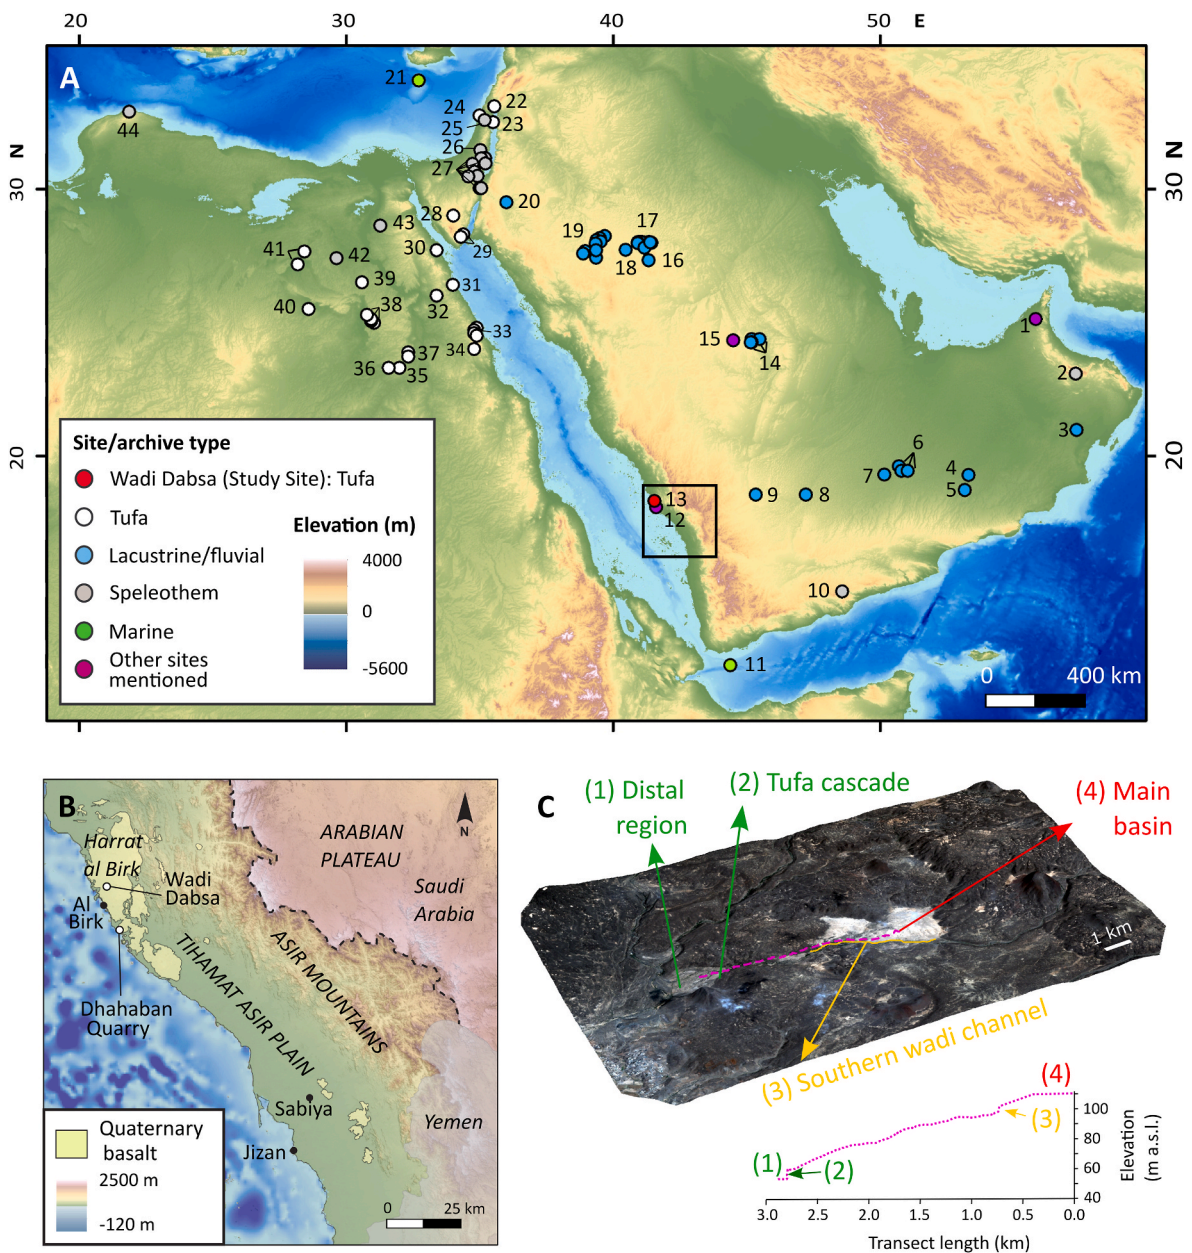 20
30
40
50
E
A
21
44
24
22
25
23
26
27
20
28
43
19
17
41
42
30
29
18
16
39
31
40
38
32
1
33
15
37
34
14
36
35
2
3
6
7
4
5
9
8
13
12
10
11
N
30
20
N
30
20
Site/archive type
Wadi Dabsa (Study Site): Tufa
Tufa
Lacustrine/fluvial
Speleothem
Marine
Other sites
mentioned
Elevation (m)
4000
0
-5600
0
400 km
B
N
Harrat
al Birk
ARABIAN
PLATEAU
Saudi
Arabia
Wadi
Dabsa
Al
Birk
ASIR MOUNTAINS
TIHAMAT ASIR PLAIN
Dhahaban
Quarry
Sabiya
Jizan
Yemen
Quaternary
basalt
2500 m
-120 m
0
25 km
C
(1) Distal
region
(2) Tufa cascade
(4) Main
basin
1 km
(3) Southern wadi channel
(4)
(3)
(1)
(2)
100
80
60
40
Elevation
(m a.s.l.)
3.0
2.5
2.0
1.5
1.0
0.5
0.0
Transect length (km)